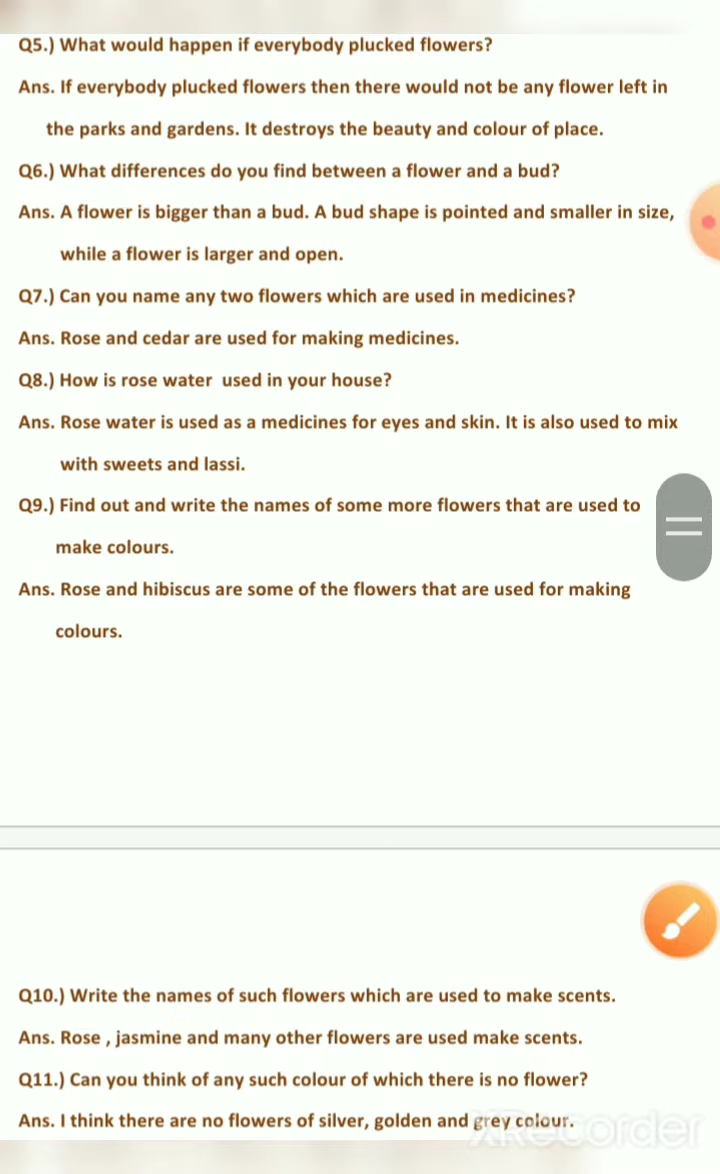 Q5.) What would happen if everybody plucked flowers?
Ans. If everybody plucked flowers then there would not be any flower left in
the parks and gardens. It destroys the beauty and colour of place.
Q6.) What differences do you find between a flower and a bud?
Ans. A flower is bigger than a bud. A bud shape is pointed and smaller in size,
while a flower is larger and open.
Q7.) Can you name any two flowers which are used in medicines?
Ans. Rose and cedar are used for making medicines.
Q8.) How is rose water used in your house?
Ans. Rose water is used as a medicines for eyes and skin. It is also used to mix
with sweets and lassi.
Q9.) Find out and write the names of some more flowers that are used to
make colours.
Ans. Rose and hibiscus are some of the flowers that are used for making
colours.
Q10.) Write the names of such flowers which are used to make scents.
Ans. Rose , jasmine and many other flowers are used make scents.
Q11.) Can you think of any such colour of which there is no flower?
Ans. I think there are no flowers of silver, golden and grey colour.
XRecorder